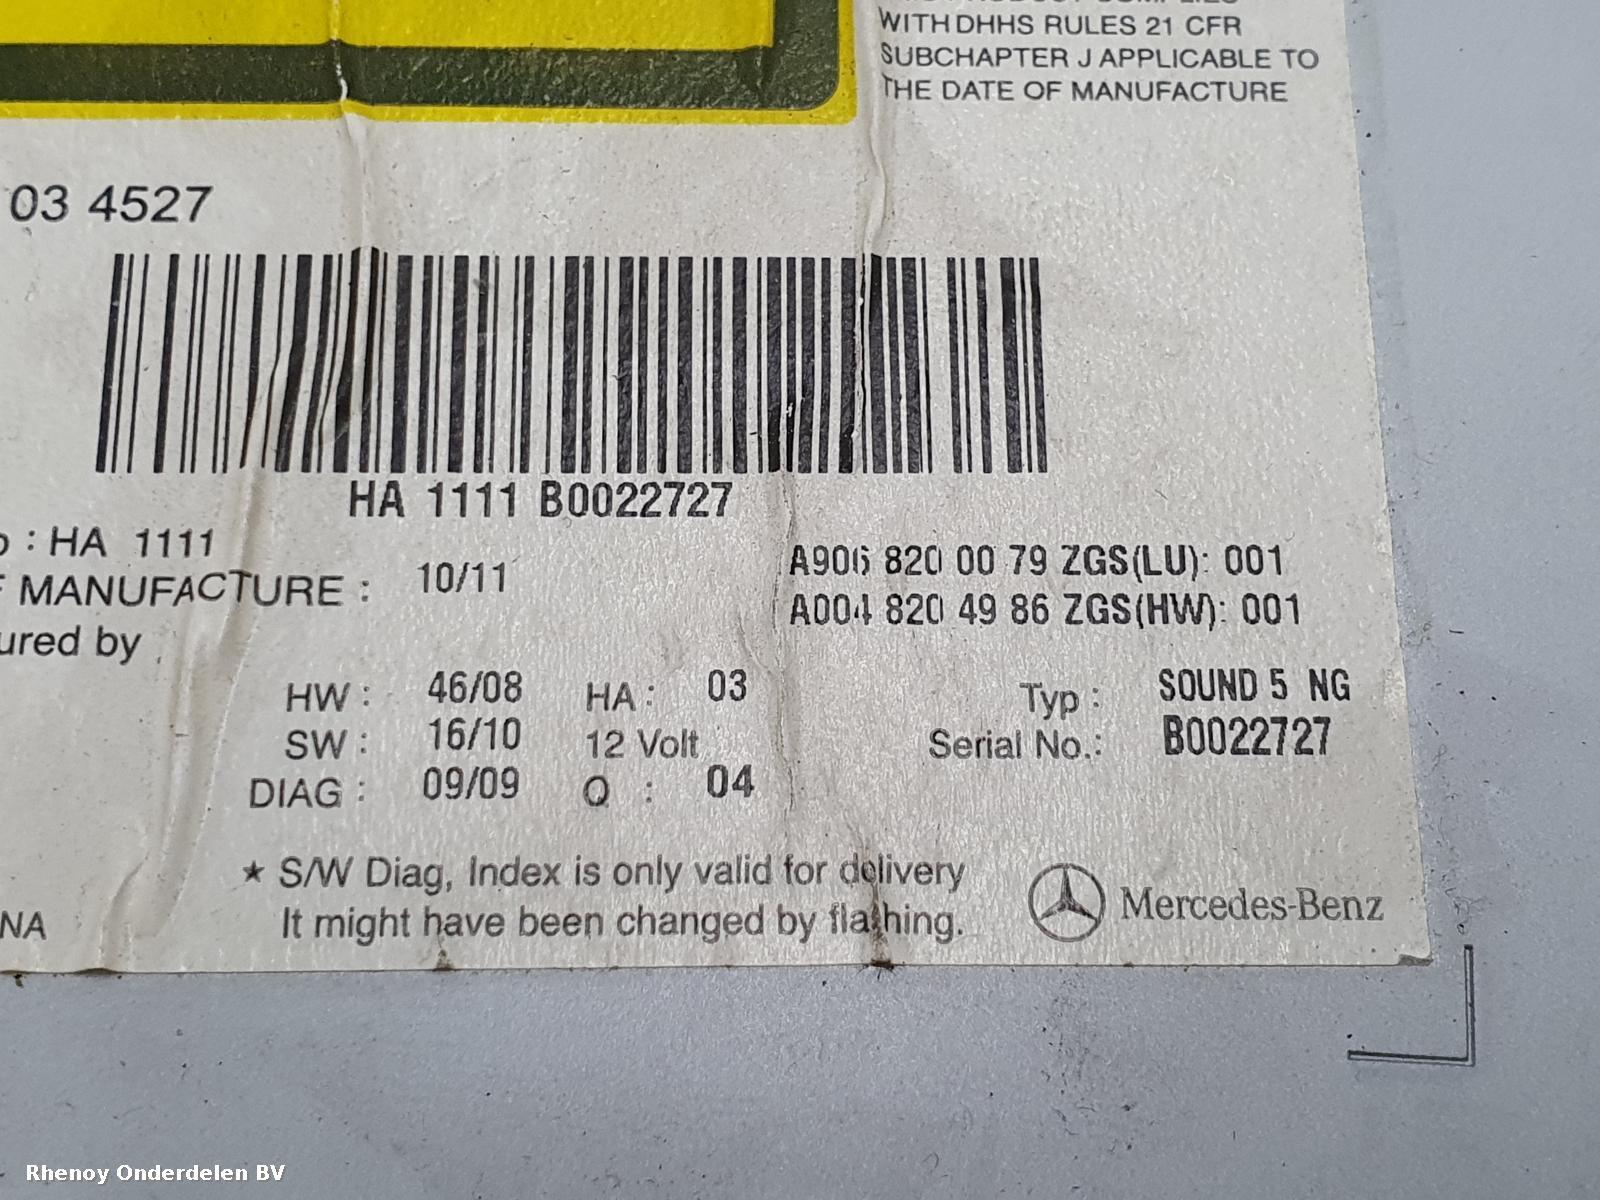 WITH DHHS RULES 21 CFR
SUBCHAPTER J APPLICABLE TO
THE DATE OF MANUFACTURE
03 4527
HA 1111 B0022727
: HA 1111
MANUFACTURE : 10/11
ured by
A906 820 00 79 ZGS(LU): 001
A004 820 49 86 ZGS(HW): 001
HW : 46/08 HA : 03
SW : 16/10 12 Volt
DIAG : 09/09 Q : 04
Typ : SOUND 5 NG
Serial No.: B0022727
★ S/W Diag, Index is only valid for delivery
It might have been changed by flashing.
Mercedes-Benz
NA
Rhenoy Onderdelen BV